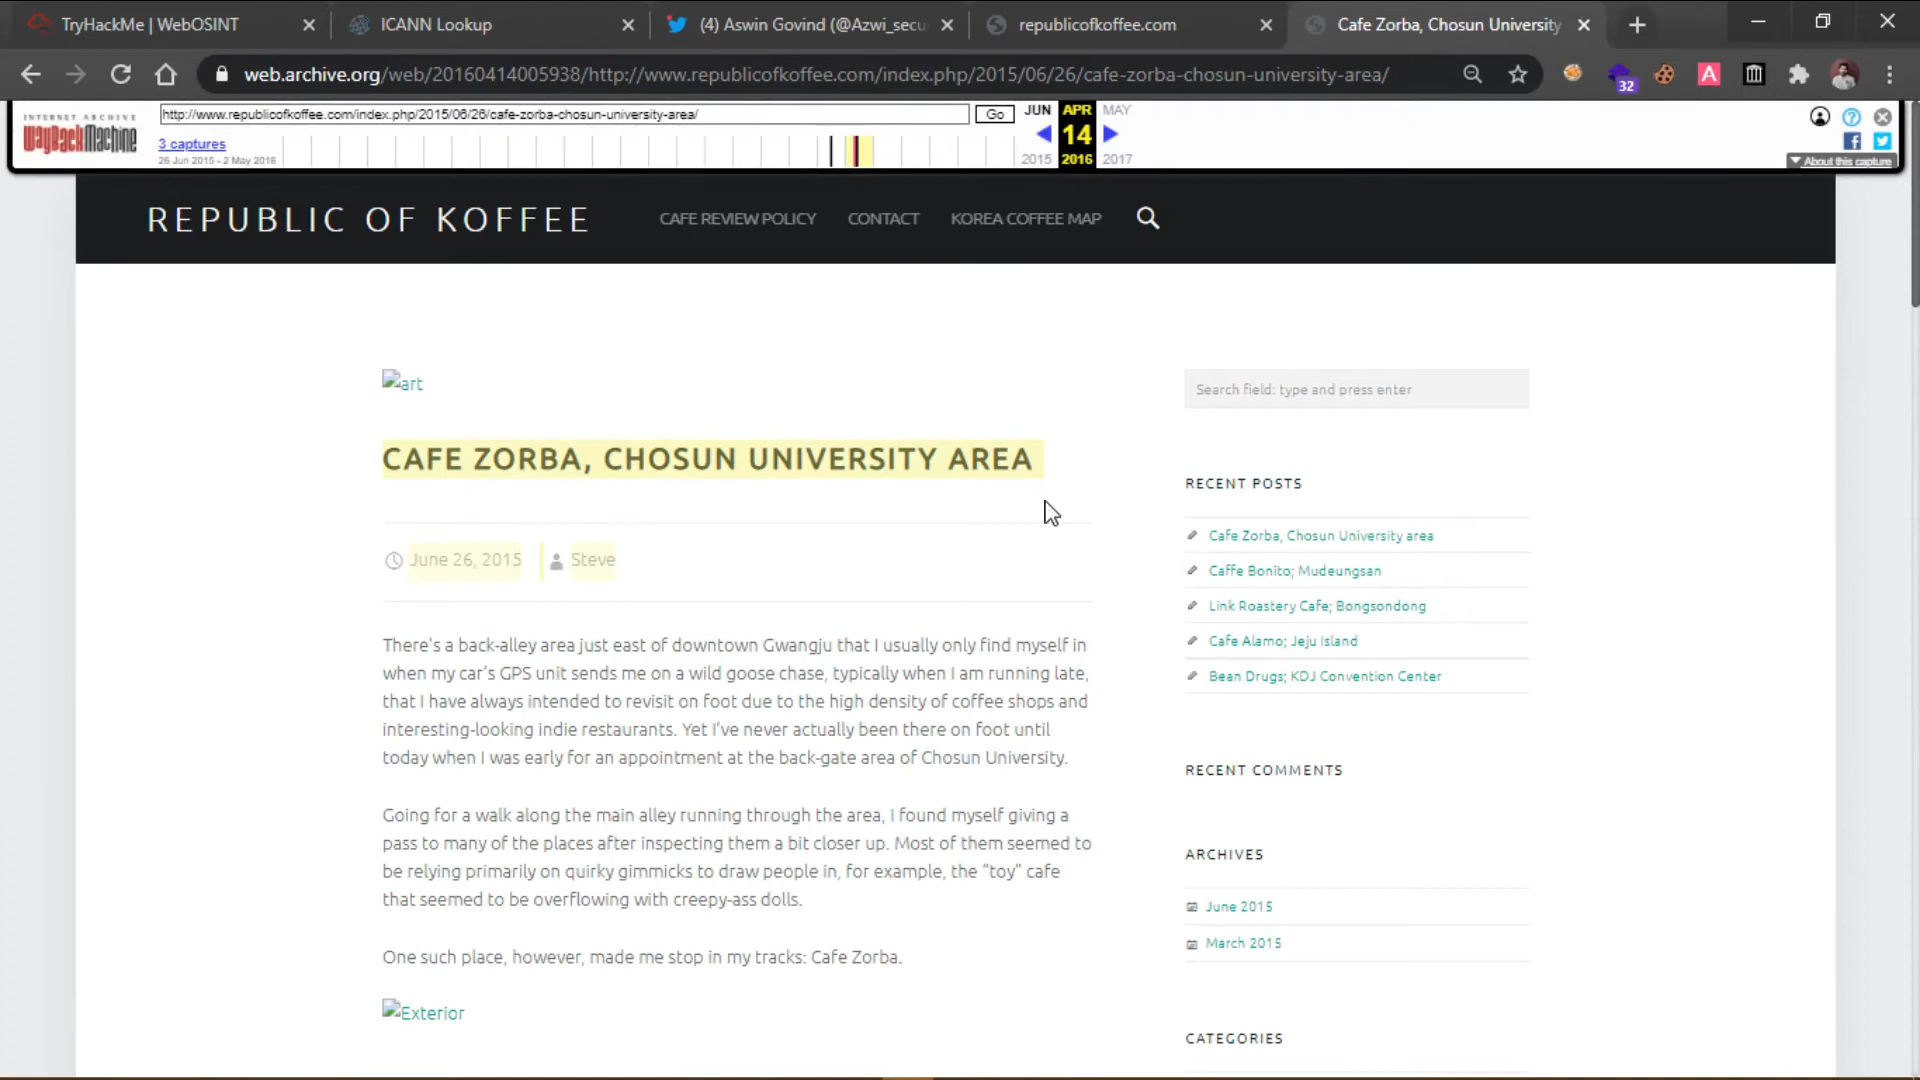 TryHackMe | WebOSINT
ICANN Lookup
(4) Aswin Govind (@Azwi_secu
republicofkoffee.com
Cafe Zorba, Chosun University
web.archive.org/web/20160414005938/http://www.republicofkoffee.com/index.php/2015/06/26/cafe-zorba-chosun-university-area/
32
INTERNET ARCHIVE
WayBackMachine
http://www.republicofkoffee.com/index.php/2015/06/26/cafe-zorba-chosun-university-area/
Go
JUN
APR
MAY
3 captures
14
26 Jun 2015 - 2 May 2016
2015
2016
2017
About this capture
REPUBLIC OF KOFFEE
CAFE REVIEW POLICY
CONTACT
KOREA COFFEE MAP
art
Search field: type and press enter
CAFE ZORBA, CHOSUN UNIVERSITY AREA
June 26, 2015
Steve
There's a back-alley area just east of downtown Gwangju that I usually only find myself in
when my car's GPS unit sends me on a wild goose chase, typically when I am running late,
that I have always intended to revisit on foot due to the high density of coffee shops and
interesting-looking indie restaurants. Yet I've never actually been there on foot until
today when I was early for an appointment at the back-gate area of Chosun University.
Going for a walk along the main alley running through the area, I found myself giving a
pass to many of the places after inspecting them a bit closer up. Most of them seemed to
be relying primarily on quirky gimmicks to draw people in, for example, the “toy” cafe
that seemed to be overflowing with creepy-ass dolls.
One such place, however, made me stop in my tracks: Cafe Zorba.
Exterior
RECENT POSTS
Cafe Zorba, Chosun University area
Caffe Bonito; Mudeungsan
Link Roastery Cafe; Bongsondong
Cafe Alamo; Jeju Island
Bean Drugs; KDJ Convention Center
RECENT COMMENTS
ARCHIVES
June 2015
March 2015
CATEGORIES